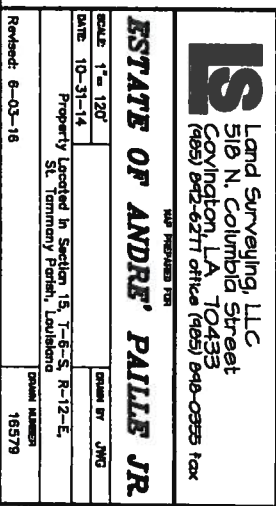 LS
Land Surveying, LLC
518 N. Columbia Street
Covington, LA 70433
(985) 892-6277 office (985) 898-0355 fax
MAP PREPARED FOR
ESTATE OF ANDRE' PAILLE JR.
SCALE: 1"= 120'
DRAWN BY JWG
DATE: 10-31-14
Property Located in Section 15, T-6-S, R-12-E,
St. Tammany Parish, Louisiana
Revised: 6-03-16
DRAWN NUMBER
16579